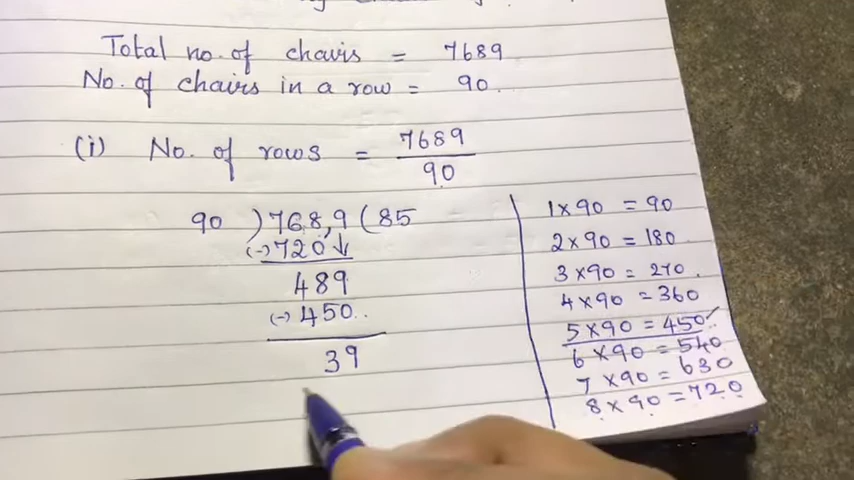 Total no. of chairs = 7689
No. of chairs in a row = 90.
(i) No. of rows = 7689
90
90 ) 768,9 ( 85
(-) 720 ↓
489
(-) 450..
39
1 × 90 = 90
2 × 90 = 180
3 × 90 = 270.
4 × 90 = 360
5 × 90 = 450 ✓
6 × 90 = 540
7 × 90 = 630
8 × 90 = 720